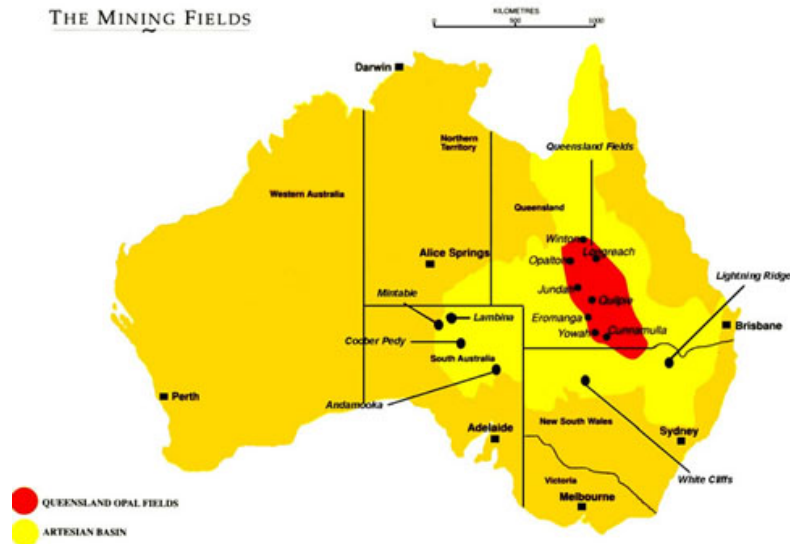 THE MINING FIELDS
KILOMETRES
0 500 1000
Darwin
Northern
Territory
Queensland Fields
Western Australia
Queensland
Winton
Longreach
Alice Springs
Opalton
Lightning Ridge
Mintabie
Jundah
Quilpie
Lambina
Eromanga
Brisbane
Yowah
Cunnamulla
Coober Pedy
South Australia
Perth
Andamooka
New South Wales
Adelaide
Sydney
White Cliffs
Victoria
Melbourne
QUEENSLAND OPAL FIELDS
ARTESIAN BASIN